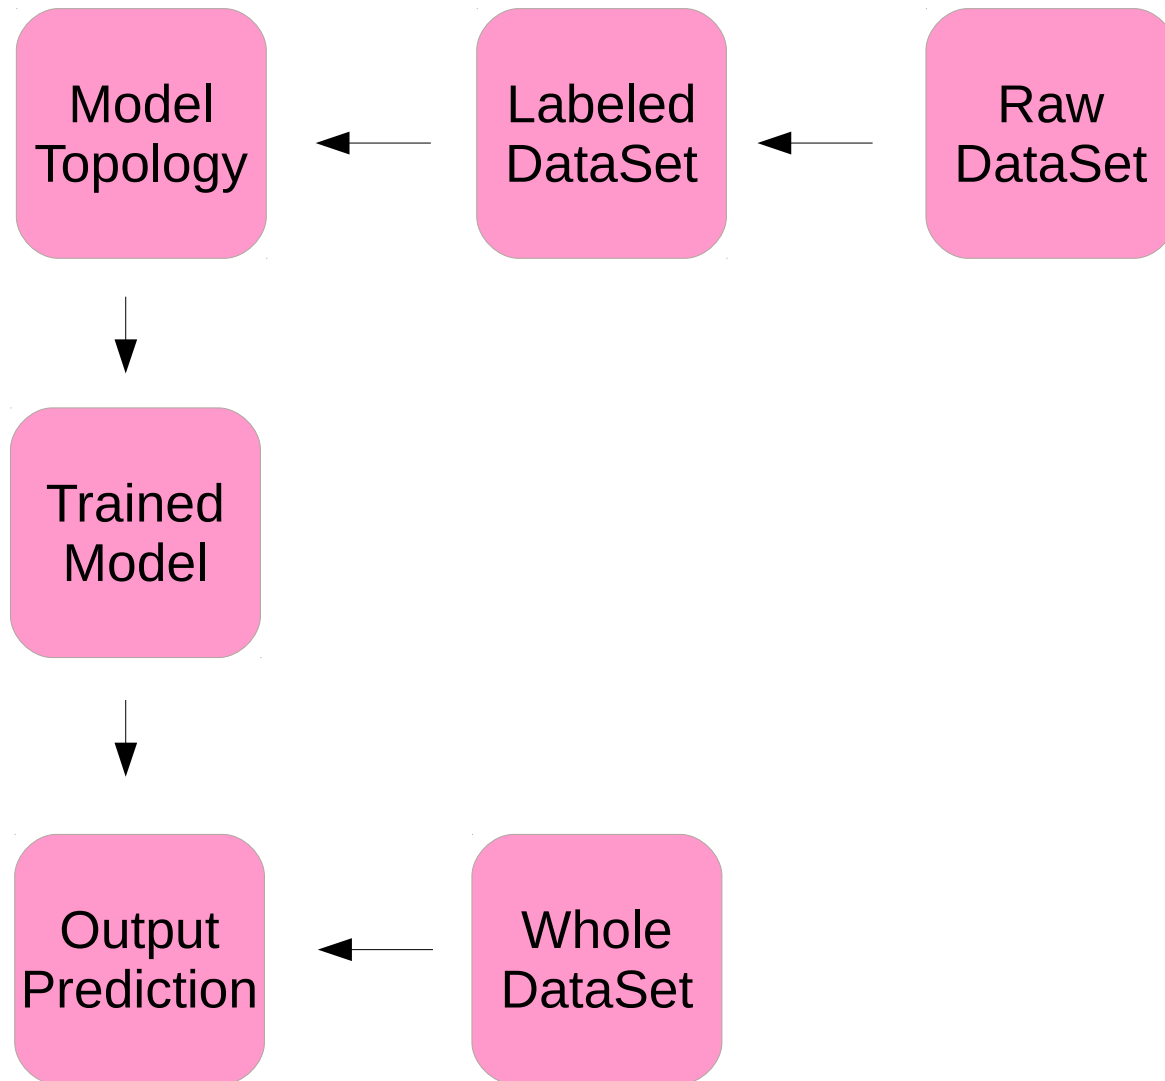 Model
Topology
Labeled
DataSet
Raw
DataSet
Trained
Model
Output
Prediction
Whole
DataSet